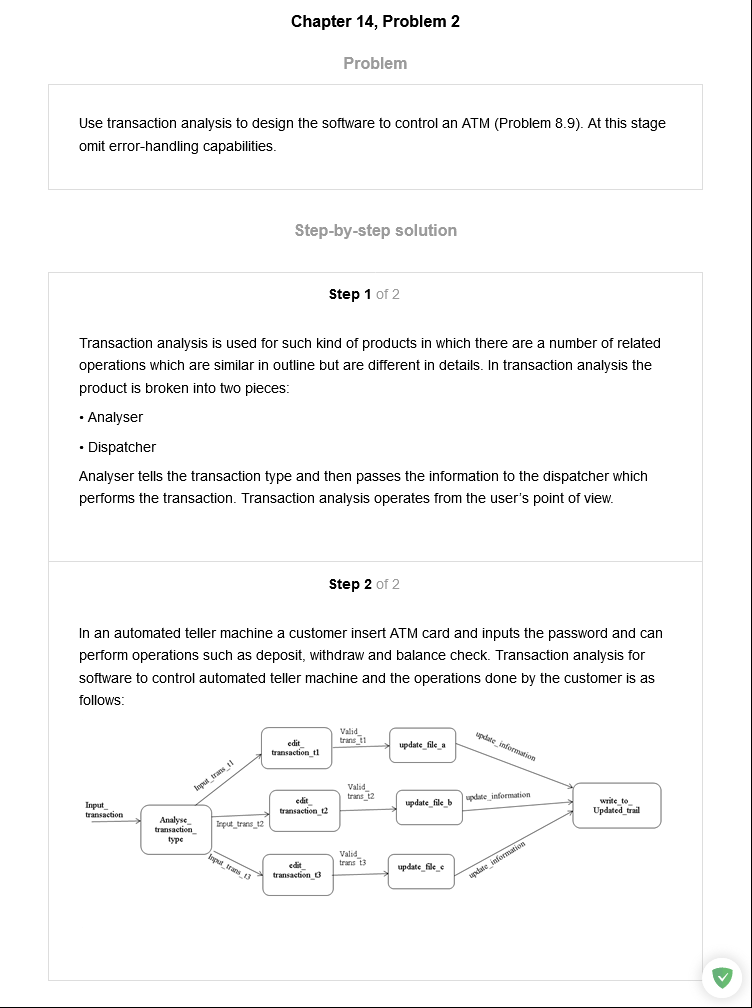 Chapter 14, Problem 2
Problem
Use transaction analysis to design the software to control an ATM (Problem 8.9). At this stage
omit error-handling capabilities.
Step-by-step solution
Step 1 of 2
Transaction analysis is used for such kind of products in which there are a number of related
operations which are similar in outline but are different in details. In transaction analysis the
product is broken into two pieces:
• Analyser
• Dispatcher
Analyser tells the transaction type and then passes the information to the dispatcher which
performs the transaction. Transaction analysis operates from the user's point of view.
Step 2 of 2
In an automated teller machine a customer insert ATM card and inputs the password and can
perform operations such as deposit, withdraw and balance check. Transaction analysis for
software to control automated teller machine and the operations done by the customer is as
follows:
Input_
transaction
Analyse_
transaction_
type
Input_trans_t1
edit_
transaction_t1
Valid_
trans_t1
update_file_a
update_information
Input_trans_t2
edit_
transaction_t2
Valid_
trans_t2
update_file_b
update_information
Input_trans_t3
edit_
transaction_t3
Valid_
trans t3
update_file_c
update_information
write_to_
Updated_trail